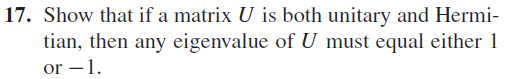 17. Show that if a matrix U is both unitary and Hermi-
tian, then any eigenvalue of U must equal either 1
or −1.